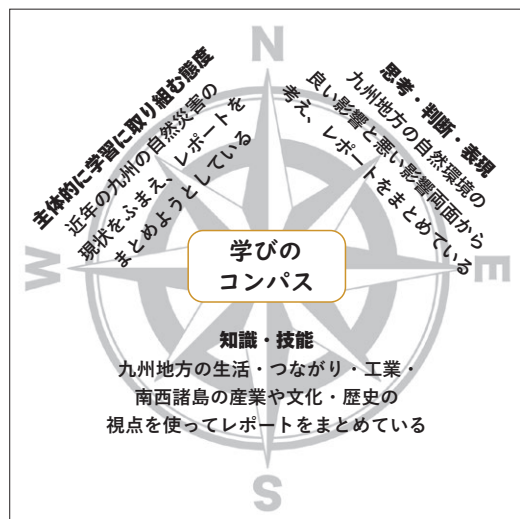 N
主体的に学習に取り組む態度
近年の九州の自然災害の
現状をふまえ、レポートを
まとめようとしている
思考・判断・表現
九州地方の自然環境の
良い影響と悪い影響両面から
考え、レポートをまとめている
W
学びの
コンパス
E
知識・技能
九州地方の生活・つながり・工業・
南西諸島の産業や文化・歴史の
視点を使ってレポートをまとめている
S